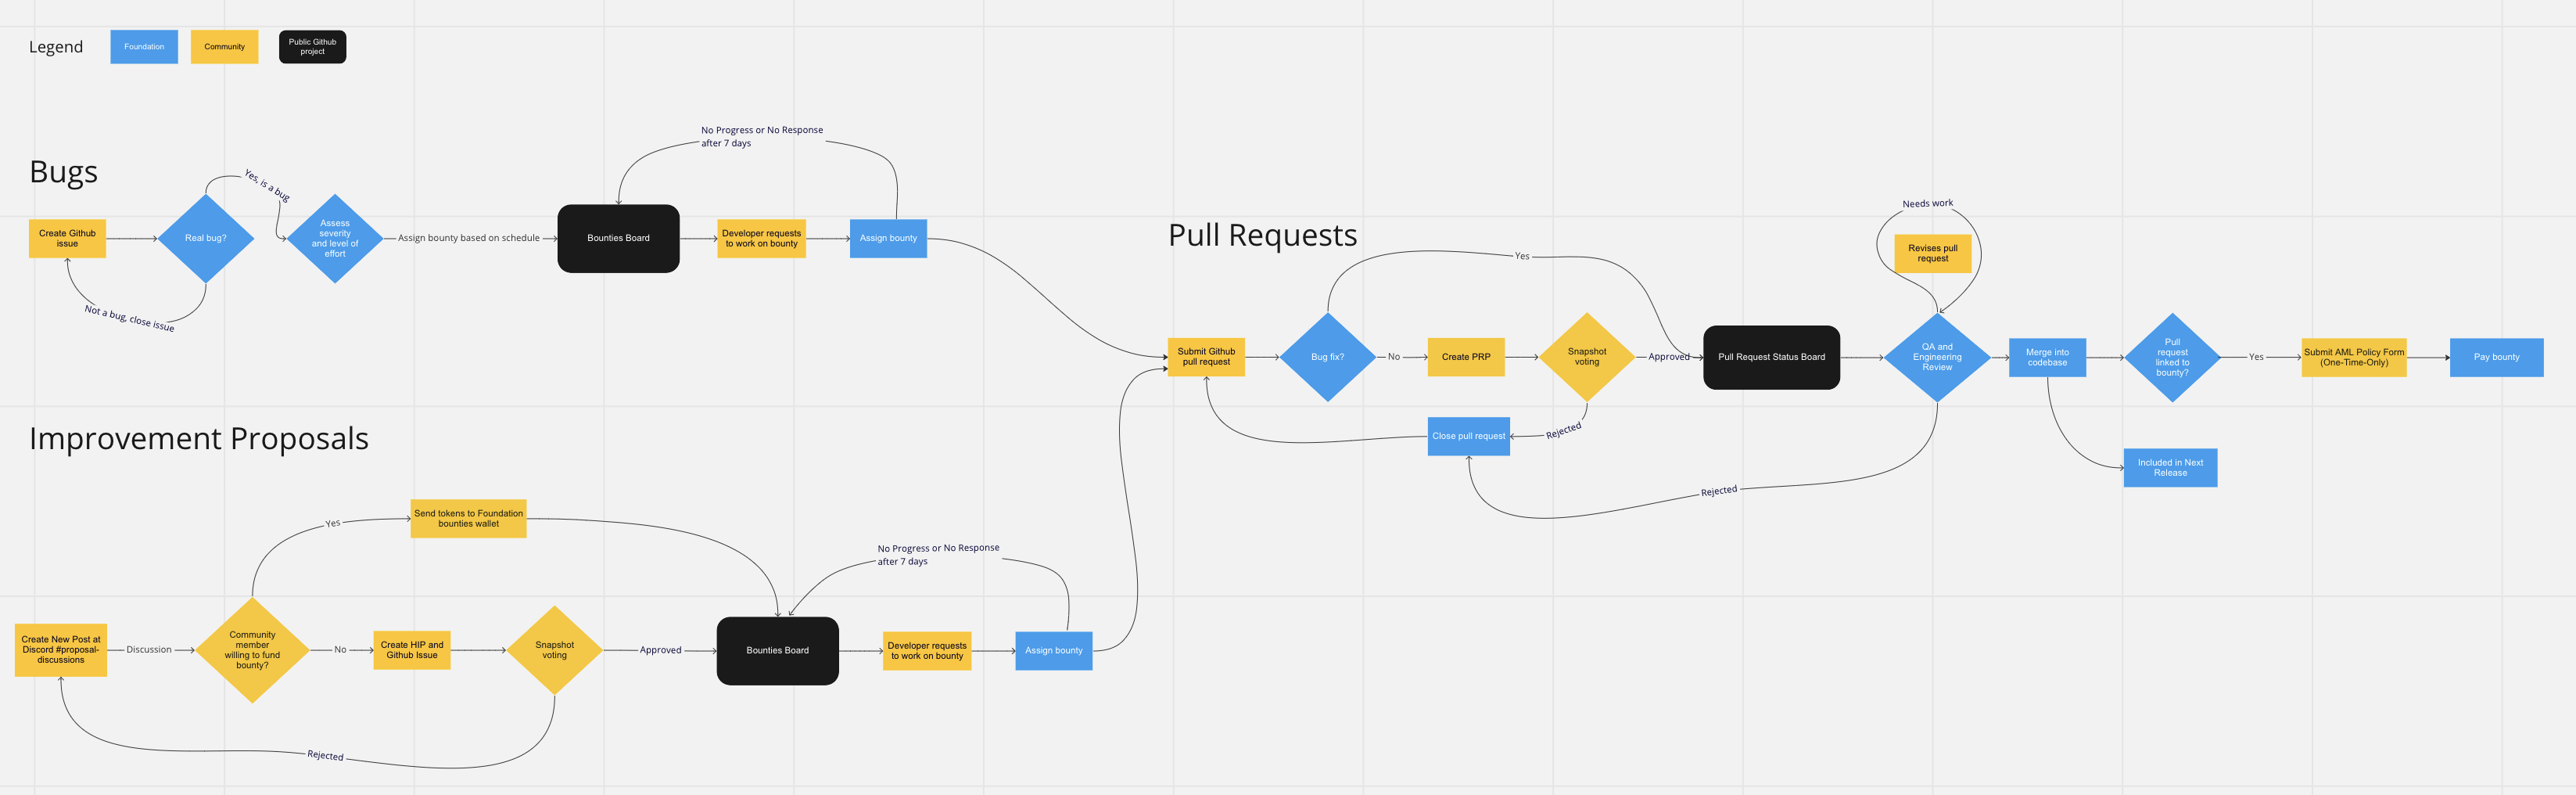 Legend
Foundation
Community
Public Github
project
Bugs
No Progress or No Response
after 7 days
Yes, is a bug
Create Github
issue
Real bug?
Assess
severity
and level of
effort
Assign bounty based on schedule
Bounties Board
Developer requests
to work on bounty
Assign bounty
Not a bug, close issue
Pull Requests
Needs work
Revises pull
request
Yes
Submit Github
pull request
Bug fix?
No
Create PRP
Snapshot
voting
Approved
Pull Request Status Board
QA and
Engineering
Review
Merge into
codebase
Pull
request
linked to
bounty?
Yes
Submit AML Policy Form
(One-Time-Only)
Pay bounty
Close pull request
Rejected
Included in Next
Release
Rejected
Improvement Proposals
Yes
Send tokens to Foundation
bounties wallet
No Progress or No Response
after 7 days
Create New Post at
Discord #proposal-
discussions
Discussion
Community
member
willing to fund
bounty?
No
Create HIP and
Github Issue
Snapshot
voting
Approved
Bounties Board
Developer requests
to work on bounty
Assign bounty
Rejected